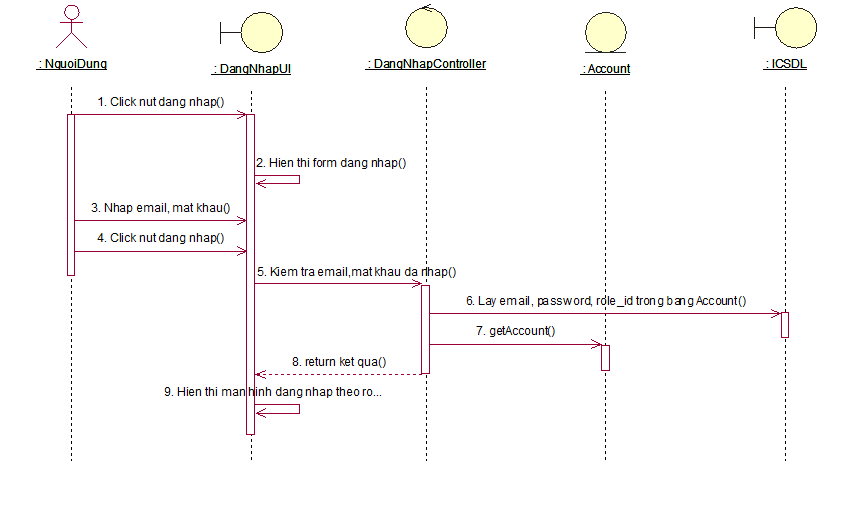 : NguoiDung
: DangNhapUI
: DangNhapController
: Account
: ICSDL
1. Click nut dang nhap()
2. Hien thi form dang nhap()
3. Nhap email, mat khau()
4. Click nut dang nhap()
5. Kiem tra email,mat khau da nhap()
6. Lay email, password, role_id trong bang Account()
7. getAccount()
8. return ket qua()
9. Hien thi man hinh dang nhap theo ro...